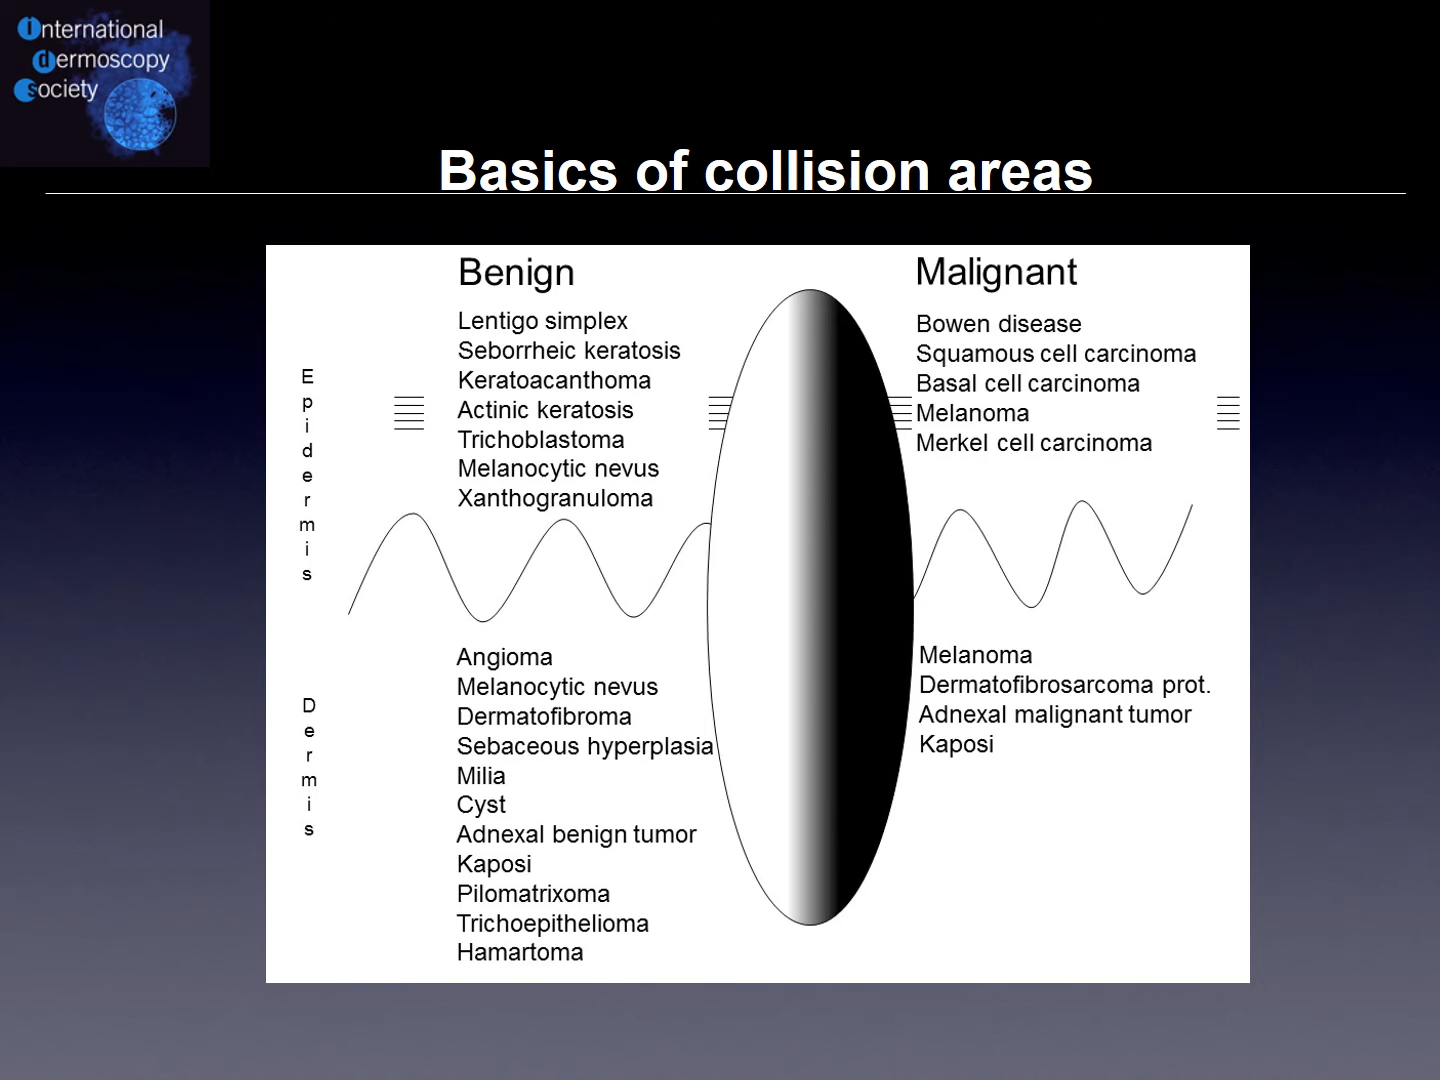 international
dermoscopy
society
Basics of collision areas
Benign
Malignant
Lentigo simplex
Seborrheic keratosis
Keratoacanthoma
Actinic keratosis
Trichoblastoma
Melanocytic nevus
Xanthogranuloma
Bowen disease
Squamous cell carcinoma
Basal cell carcinoma
Melanoma
Merkel cell carcinoma
Epidermis
Angioma
Melanocytic nevus
Dermatofibroma
Sebaceous hyperplasia
Milia
Cyst
Adnexal benign tumor
Kaposi
Pilomatrixoma
Trichoepithelioma
Hamartoma
Melanoma
Dermatofibrosarcoma prot.
Adnexal malignant tumor
Kaposi
Dermis